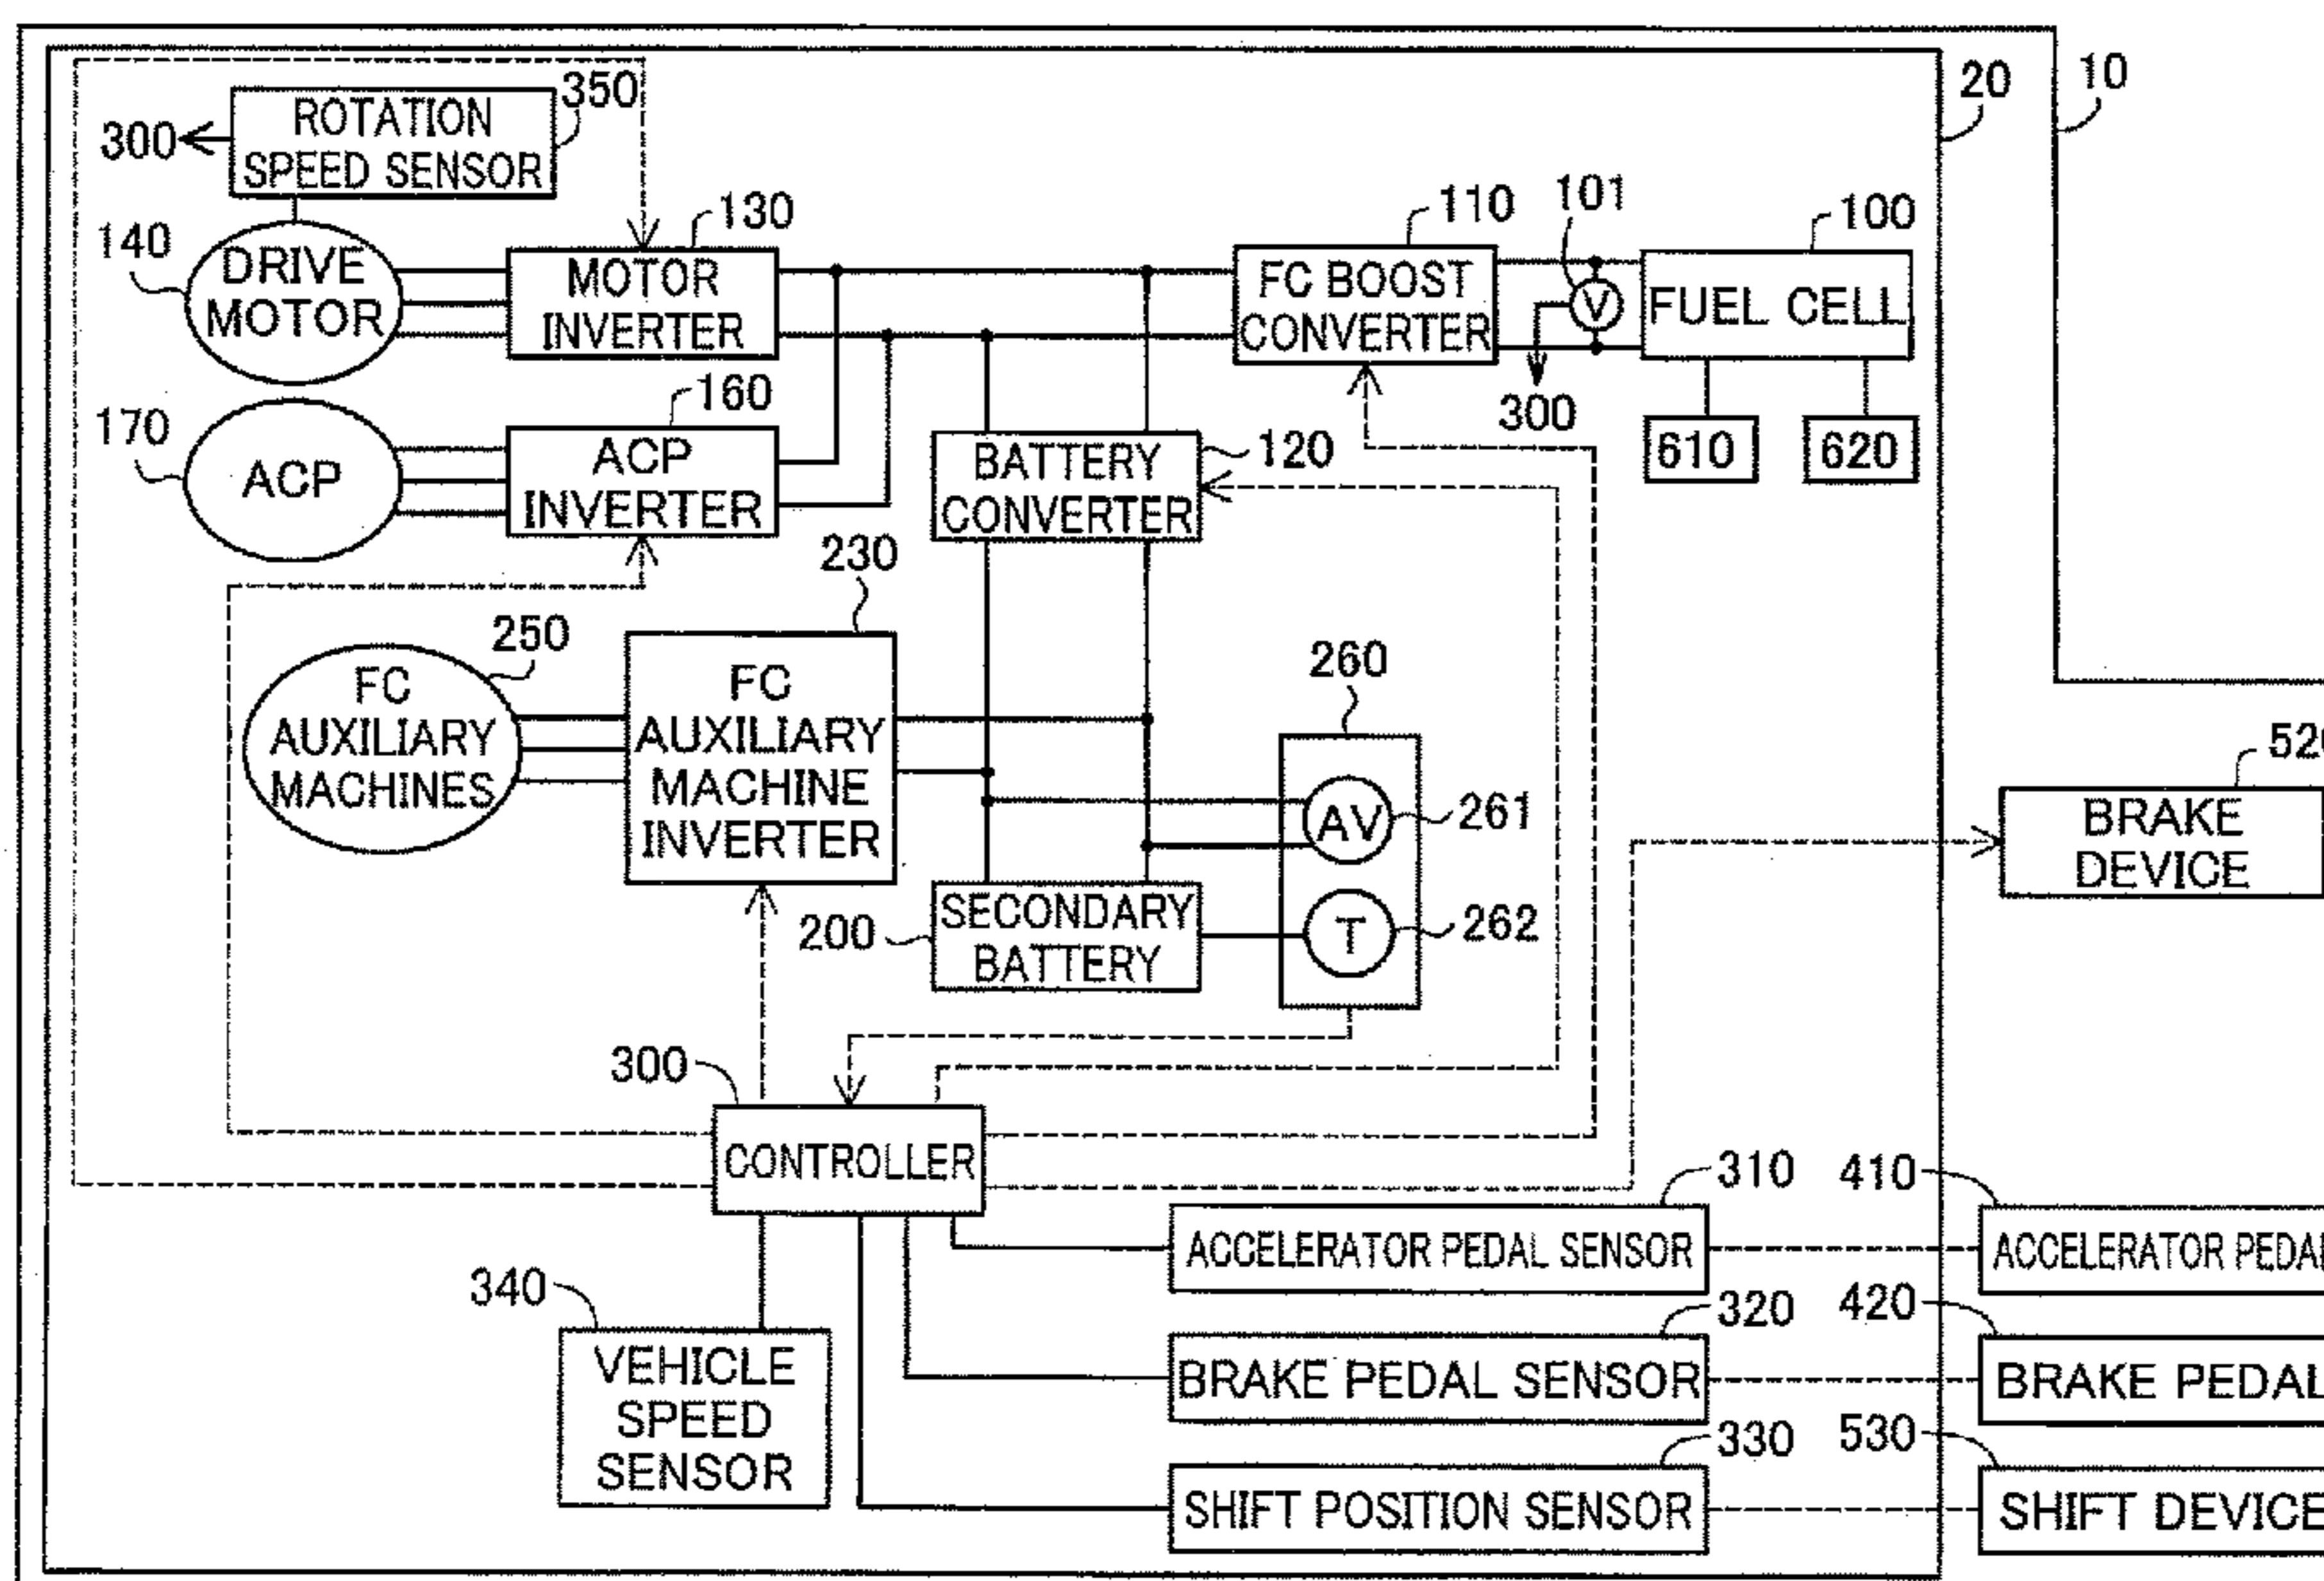 20
10
350
ROTATION
SPEED SENSOR
300
130
110
101
100
140
DRIVE
MOTOR
MOTOR
INVERTER
FC BOOST
CONVERTER
V
FUEL CELL
300
160
170
ACP
ACP
INVERTER
BATTERY
CONVERTER
120
610
620
230
250
FC
AUXILIARY
MACHINES
FC
AUXILIARY
MACHINE
INVERTER
260
AV
261
BRAKE
DEVICE
200
SECONDARY
BATTERY
T
262
300
CONTROLLER
310
410
ACCELERATOR PEDAL SENSOR
ACCELERATOR
340
320
420
VEHICLE
SPEED
SENSOR
BRAKE PEDAL SENSOR
BRAKE PEDAL
330
530
SHIFT POSITION SENSOR
SHIFT DEVICE